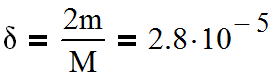 δ = 2m/M = 2.8·10^-5